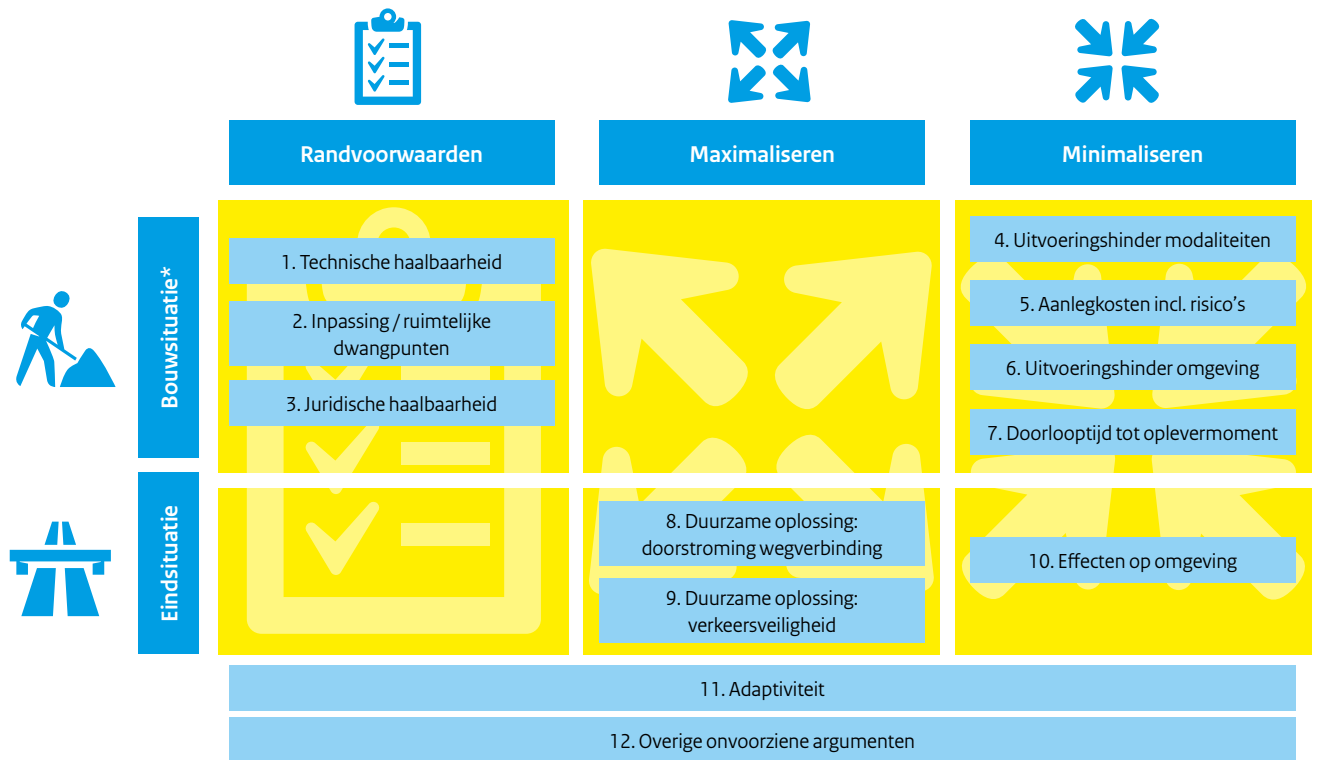 Randvoorwaarden
Maximaliseren
Minimaliseren
Bouwsituatie*
1. Technische haalbaarheid
2. Inpassing / ruimtelijke
dwangpunten
3. Juridische haalbaarheid
4. Uitvoeringshinder modaliteiten
5. Aanlegkosten incl. risico’s
6. Uitvoeringshinder omgeving
7. Doorlooptijd tot oplevermoment
Eindsituatie
8. Duurzame oplossing:
doorstroming wegverbinding
9. Duurzame oplossing:
verkeersveiligheid
10. Effecten op omgeving
11. Adaptiviteit
12. Overige onvoorziene argumenten